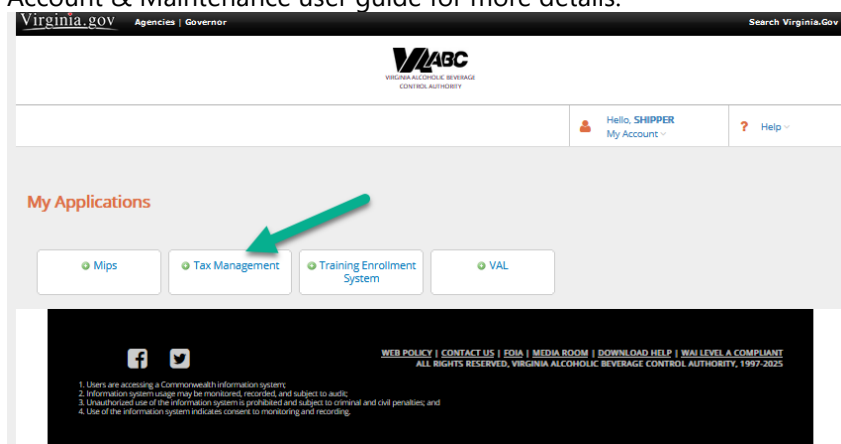 Account & Maintenance user guide for more details.
Virginia.gov Agencies | Governor Search Virginia.Gov
VAABC
VIRGINIA ALCOHOLIC BEVERAGE
CONTROL AUTHORITY
Hello, SHIPPER
My Account
? Help
My Applications
Mips
Tax Management
Training Enrollment
System
VAL
WEB POLICY | CONTACT US | FOIA | MEDIA ROOM | DOWNLOAD HELP | WAI LEVEL A COMPLIANT
ALL RIGHTS RESERVED, VIRGINIA ALCOHOLIC BEVERAGE CONTROL AUTHORITY, 1997-2025
1. Users are accessing a Commonwealth information system;
2. Information system usage may be monitored, recorded, and subject to audit;
3. Unauthorized use of the information system is prohibited and subject to criminal and civil penalties; and
4. Use of the information system indicates consent to monitoring and recording.